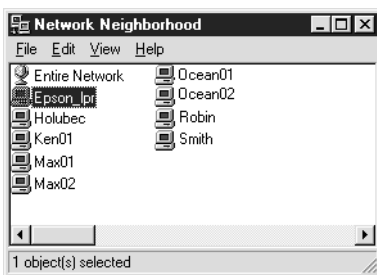 Network Neighborhood
File Edit View Help
Entire Network
Epson_lpr
Holubec
Ken01
Max01
Max02
Ocean01
Ocean02
Robin
Smith
1 object(s) selected